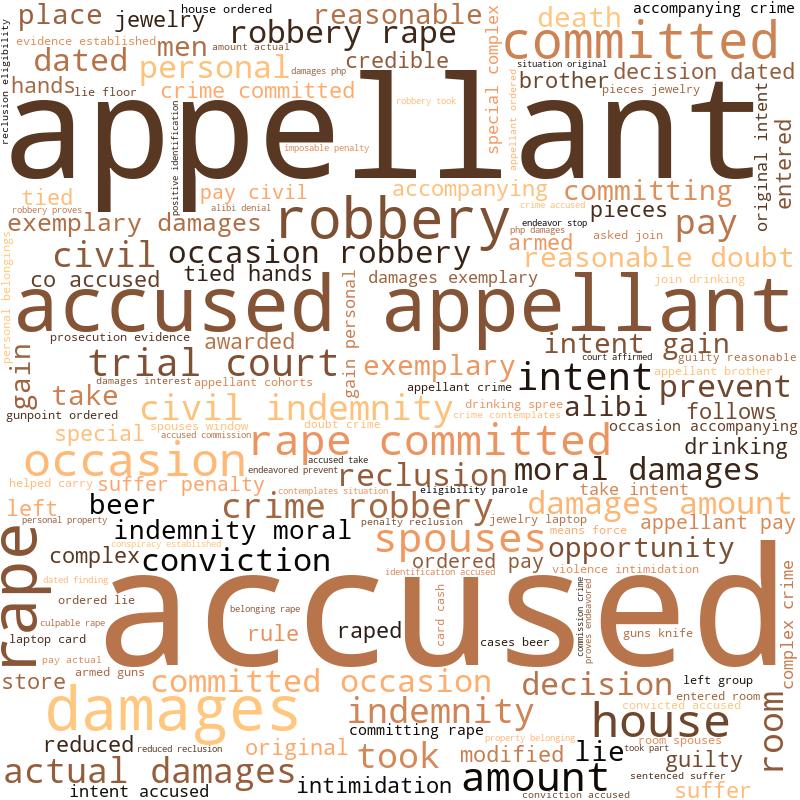 place
jewelry
house ordered
reasonable
death
accompanying crime
evidence established
men
amount actual
robbery rape
special complex
committed
reclusion eligibility
dated
personal
damages php
credible
situation original
decision dated
hands
lie floor
crime committed
brother
pieces jewelry
robbery took
appellant ordered
appellant
positive identification
imposable penalty
original intent
entered
tied
pay civil
accompanying
committing
robbery proves
alibi denial
crime accused
pieces
exemplary damages
robbery
endeavor stop
php damages
armed
asked join
pay
civil
occasion robbery
reasonable doubt
personal belongings
co accused
tied hands
damages exemplary
join drinking
accused appellant
gain personal
prosecution evidence
awarded
intent gain
gain
trial court
exemplary
court affirmed
guilty reasonable
damages interest
appellant cohorts
appellant crime
intent
appellant brother
prevent
take
gunpoint ordered
civil indemnity
drinking spree
alibi
follows
spouses window
doubt crime
crime contemplates
occasion accompanying
special
accused commission
rape committed
drinking
occasion
accused take
endeavored prevent
reclusion
moral damages
helped carry
suffer penalty
contemplates situation
eligibility parole
take intent
left
beer
crime robbery
damages amount
personal property
indemnity moral
penalty reclusion
jewelry laptop
means force
appellant pay
rape
conspiracy established
spouses
opportunity
complex
conviction
ordered pay
violence intimidation
dated finding
identification accused
accused
ordered lie
card cash
commission crime
proves endeavored
complex crime
culpable rape
belonging rape
laptop card
rule
raped
cases beer
guns knife
pay actual
armed guns
store
committed occasion
decision
left group
entered room
damages
indemnity
convicted accused
room
committing rape
house
reduced
reduced reclusion
original
took
property belonging
modified
lie
room spouses
took part
guilty
actual damages
intent accused
intimidation
amount
sentenced suffer
conviction accused
suffer